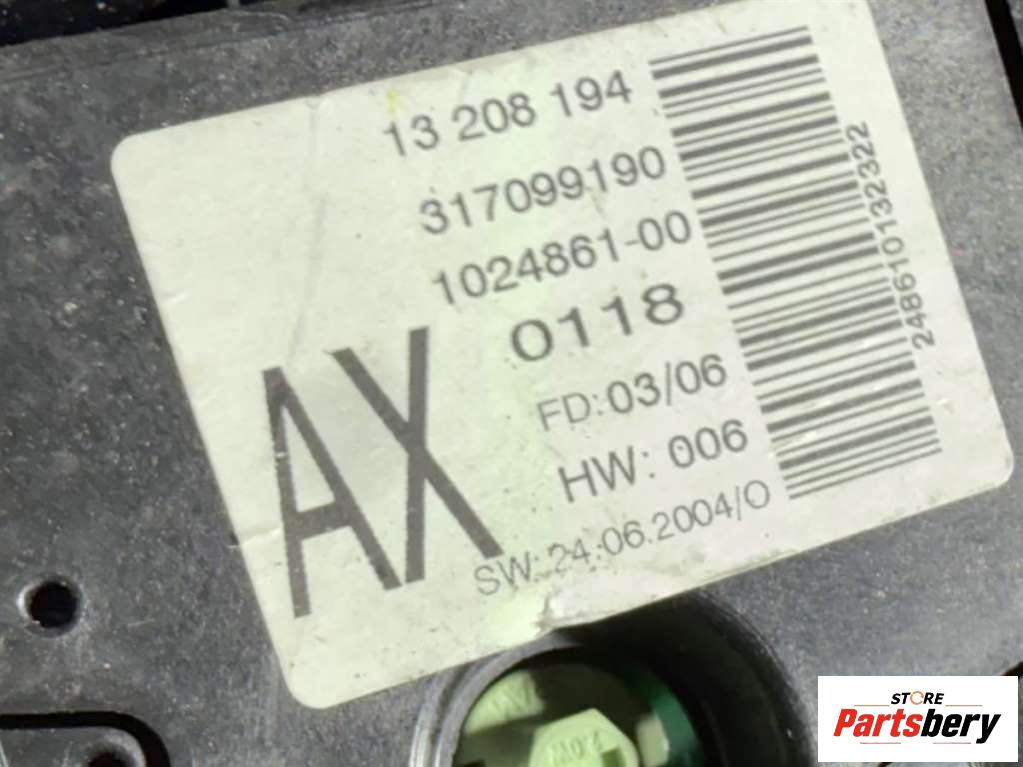 13 208 194
317099190
1024861-00
0118
AX
FD:03/06
HW: 006
SW:24.06.2004/O
248610132322
STORE
Partsbery